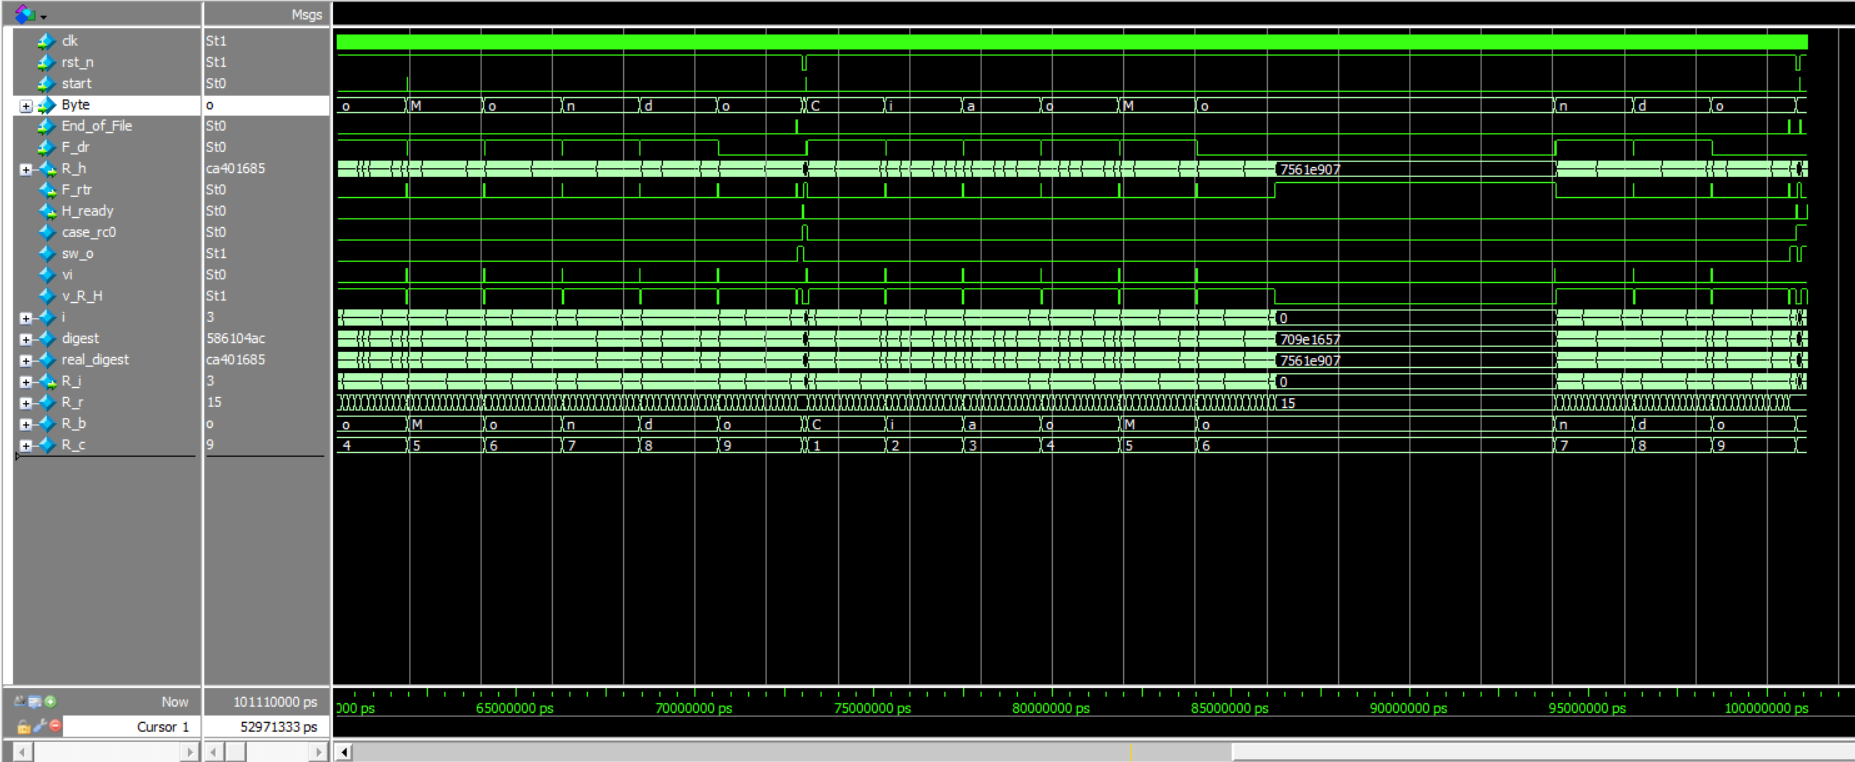 Msgs
clk St1
rst_n St1
start St0
Byte o o M o n d o C i a o M o n d o
End_of_File St0
F_dr St0
R_h ca401685 7561e907
F_rtr St0
H_ready St0
case_rc0 St0
sw_o St1
vi St0
v_R_H St1
i 3 0
digest 586104ac 709e1657
real_digest ca401685 7561e907
R_i 3 0
R_r 15 15
R_b o o M o n d o C i a o M o n d o
R_c 9 4 5 6 7 8 9 1 2 3 4 5 6 7 8 9
Now 101110000 ps 000 ps 65000000 ps 70000000 ps 75000000 ps 80000000 ps 85000000 ps 90000000 ps 95000000 ps 100000000 ps
Cursor 1 52971333 ps